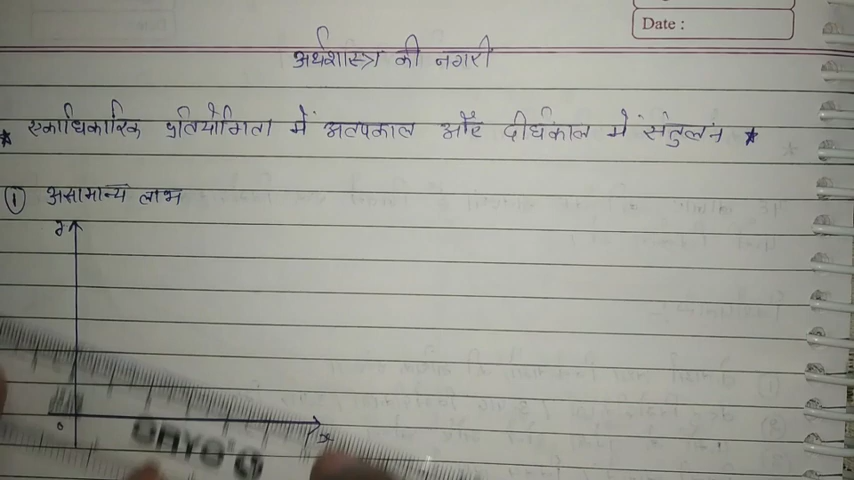 Date :
अर्थशास्त्र की नगरी
* एकाधिकारिक प्रतियोगिता में अल्पकाल और दीर्घकाल में संतुलन *
① असामान्य लाभ
y
o x